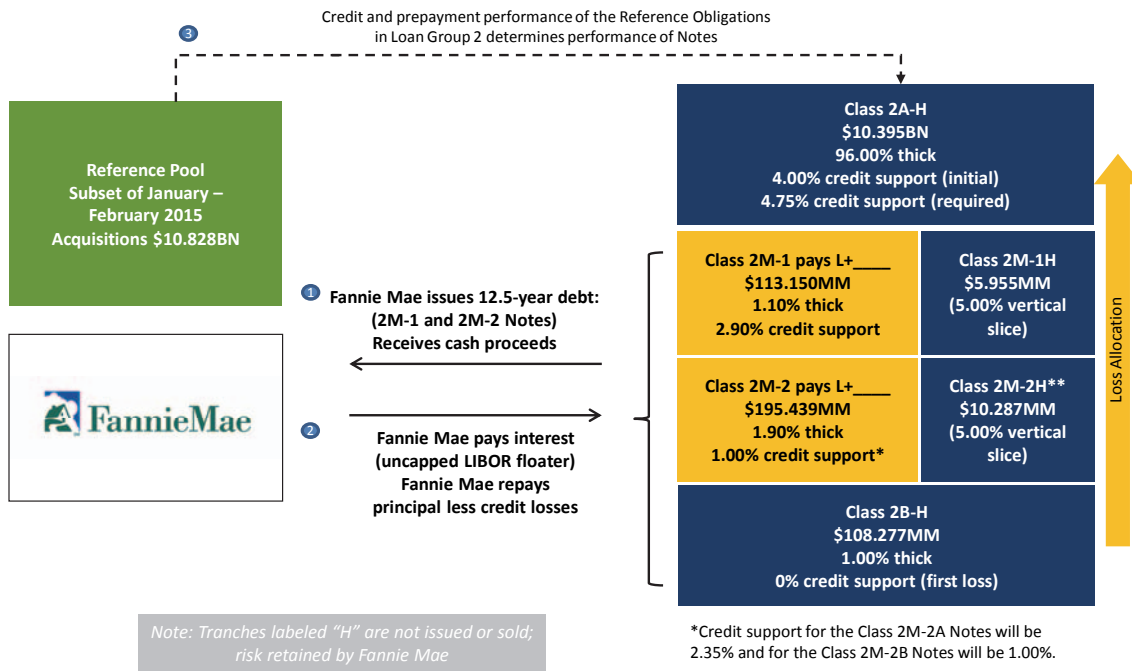 Credit and prepayment performance of the Reference Obligations
in Loan Group 2 determines performance of Notes
3
Reference Pool
Subset of January –
February 2015
Acquisitions $10.828BN
Class 2A-H
$10.395BN
96.00% thick
4.00% credit support (initial)
4.75% credit support (required)
1
Fannie Mae issues 12.5-year debt:
(2M-1 and 2M-2 Notes)
Receives cash proceeds
Class 2M-1 pays L+____
$113.150MM
1.10% thick
2.90% credit support
Class 2M-1H
$5.955MM
(5.00% vertical
slice)
FannieMae
2
Fannie Mae pays interest
(uncapped LIBOR floater)
Fannie Mae repays
principal less credit losses
Class 2M-2 pays L+____
$195.439MM
1.90% thick
1.00% credit support*
Class 2M-2H**
$10.287MM
(5.00% vertical
slice)
Class 2B-H
$108.277MM
1.00% thick
0% credit support (first loss)
Loss Allocation
Note: Tranches labeled “H” are not issued or sold;
risk retained by Fannie Mae
*Credit support for the Class 2M-2A Notes will be
2.35% and for the Class 2M-2B Notes will be 1.00%.